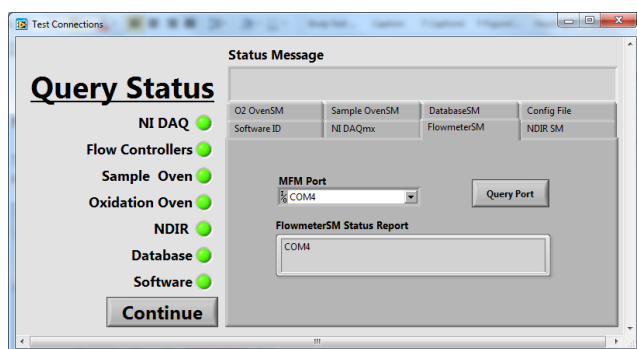 Test Connections
Status Message
Query Status
O2 OvenSM Sample OvenSM DatabaseSM Config File
Software ID NI DAQmx FlowmeterSM NDIR SM
NI DAQ
Flow Controllers
Sample Oven
Oxidation Oven
NDIR
Database
Software
Continue
MFM Port
COM4
Query Port
FlowmeterSM Status Report
COM4